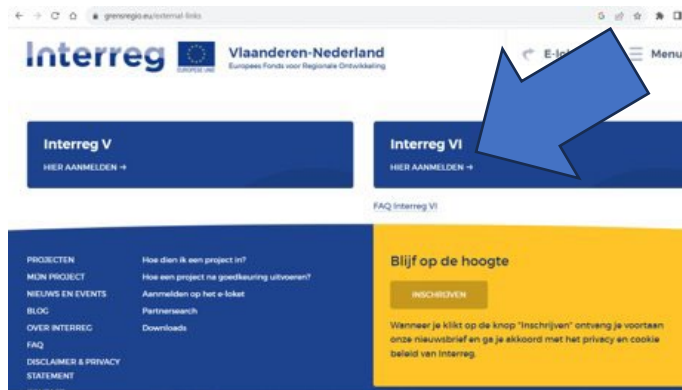 grensregio.eu/external-links
Interreg
EUROPESE UNIE
Vlaanderen-Nederland
Europees Fonds voor Regionale Ontwikkeling
Menu
Interreg V
HIER AANMELDEN →
Interreg VI
HIER AANMELDEN →
FAQ Interreg VI
PROJECTEN
MIJN PROJECT
NIEUWS EN EVENTS
BLOG
OVER INTERREG
FAQ
DISCLAIMER & PRIVACY
STATEMENT
Hoe dien ik een project in?
Hoe een project na goedkeuring uitvoeren?
Aanmelden op het e-loket
Partnersearch
Downloads
Blijf op de hoogte
INSCHRIJVEN
Wanneer je klikt op de knop "Inschrijven" ontvang je voortaan
onze nieuwsbrief en ga je akkoord met het privacy en cookie
beleid van Interreg.